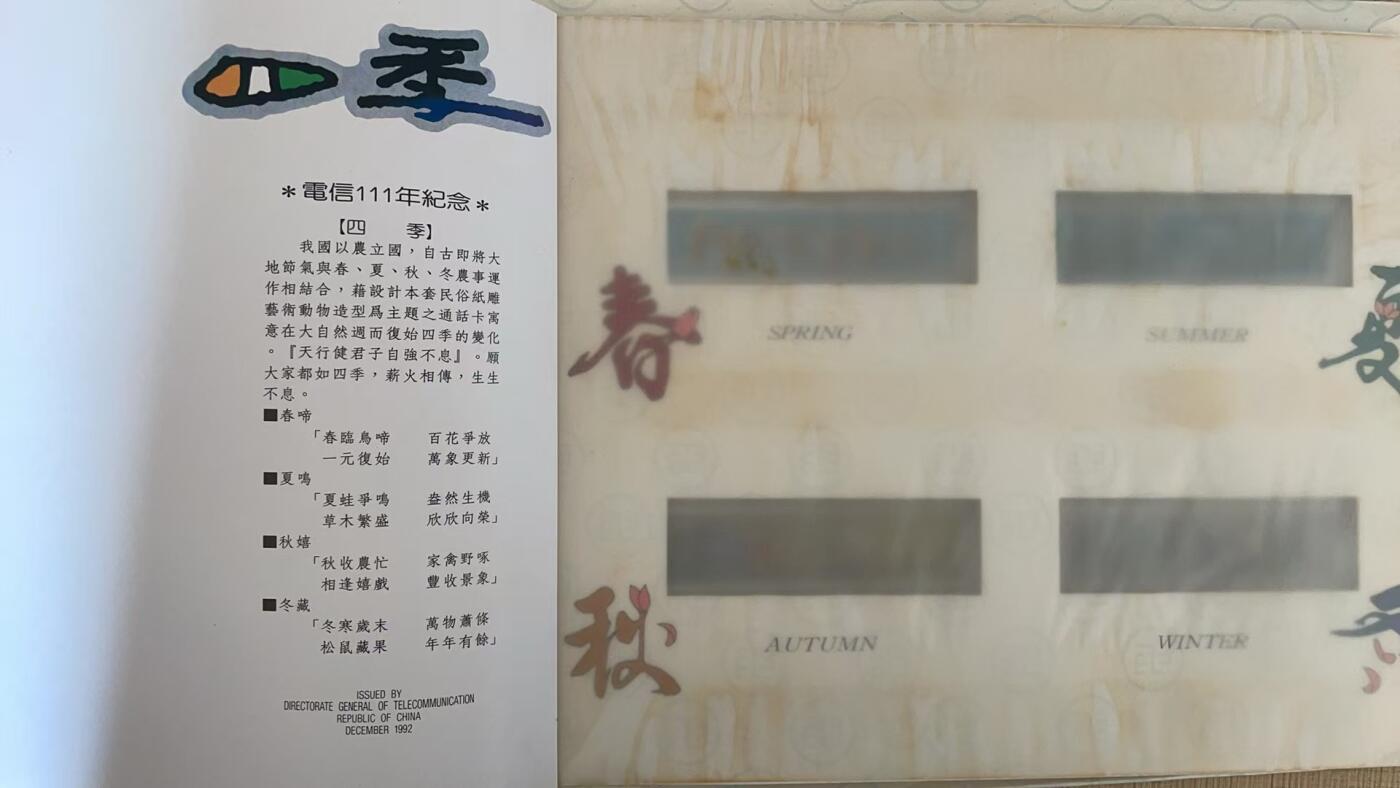 四季
＊電信111年紀念＊
【四　季】
我國以農立國，自古即將大
地節氣與春、夏、秋、冬農事運
作相結合，藉設計本套民俗紙雕
藝術動物造型爲主題之通話卡寓
意在大自然週而復始四季的變化
。『天行健君子自強不息』。願
大家都如四季，薪火相傳，生生
不息。
■春啼
「春臨鳥啼　百花爭放
一元復始　萬象更新」
■夏鳴
「夏蛙爭鳴　盎然生機
草木繁盛　欣欣向榮」
■秋嬉
「秋收農忙　家禽野啄
相逢嬉戲　豐收景象」
■冬藏
「冬寒歲末　萬物蕭條
松鼠藏果　年年有餘」
ISSUED BY
DIRECTORATE GENERAL OF TELECOMMUNICATION
REPUBLIC OF CHINA
DECEMBER 1992
春
SPRING
夏
SUMMER
秋
AUTUMN
冬
WINTER